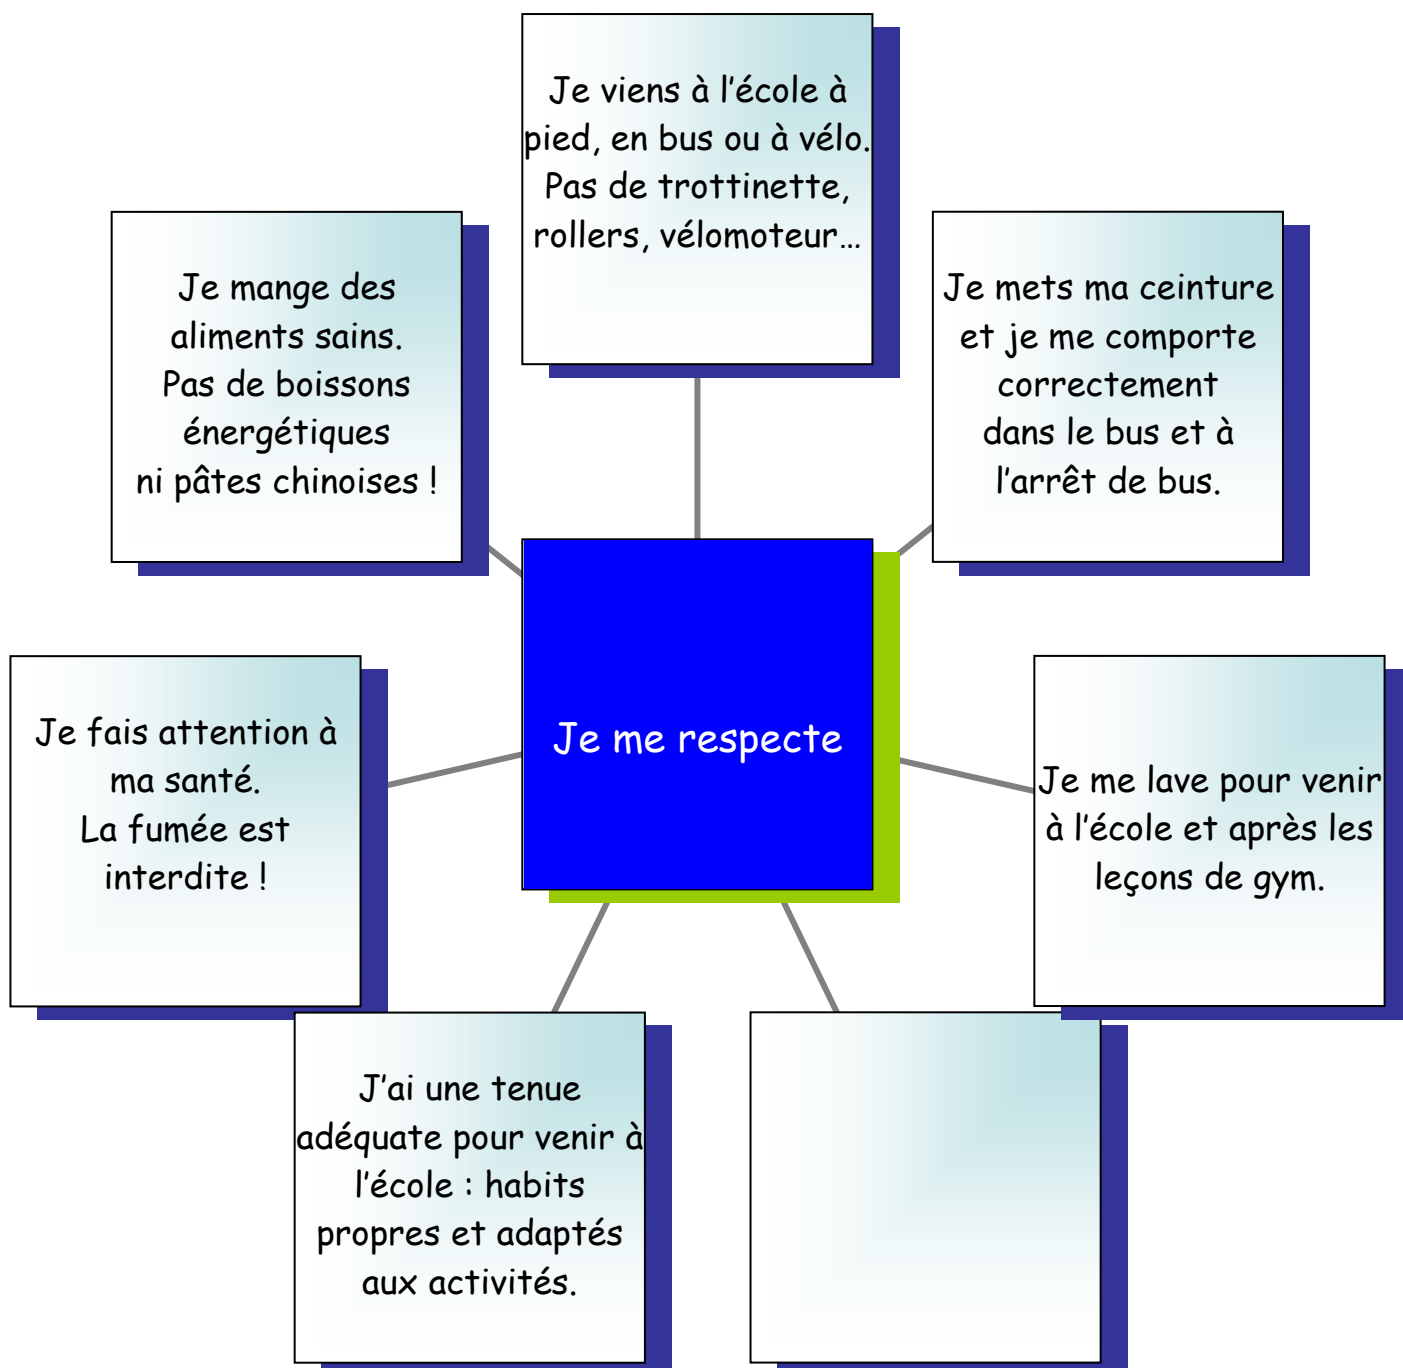 Je viens à l'école à
pied, en bus ou à vélo.
Pas de trottinette,
rollers, vélomoteur…
Je mange des
aliments sains.
Pas de boissons
énergétiques
ni pâtes chinoises !
Je mets ma ceinture
et je me comporte
correctement
dans le bus et à
l'arrêt de bus.
Je me respecte
Je fais attention à
ma santé.
La fumée est
interdite !
Je me lave pour venir
à l'école et après les
leçons de gym.
J'ai une tenue
adéquate pour venir à
l'école : habits
propres et adaptés
aux activités.